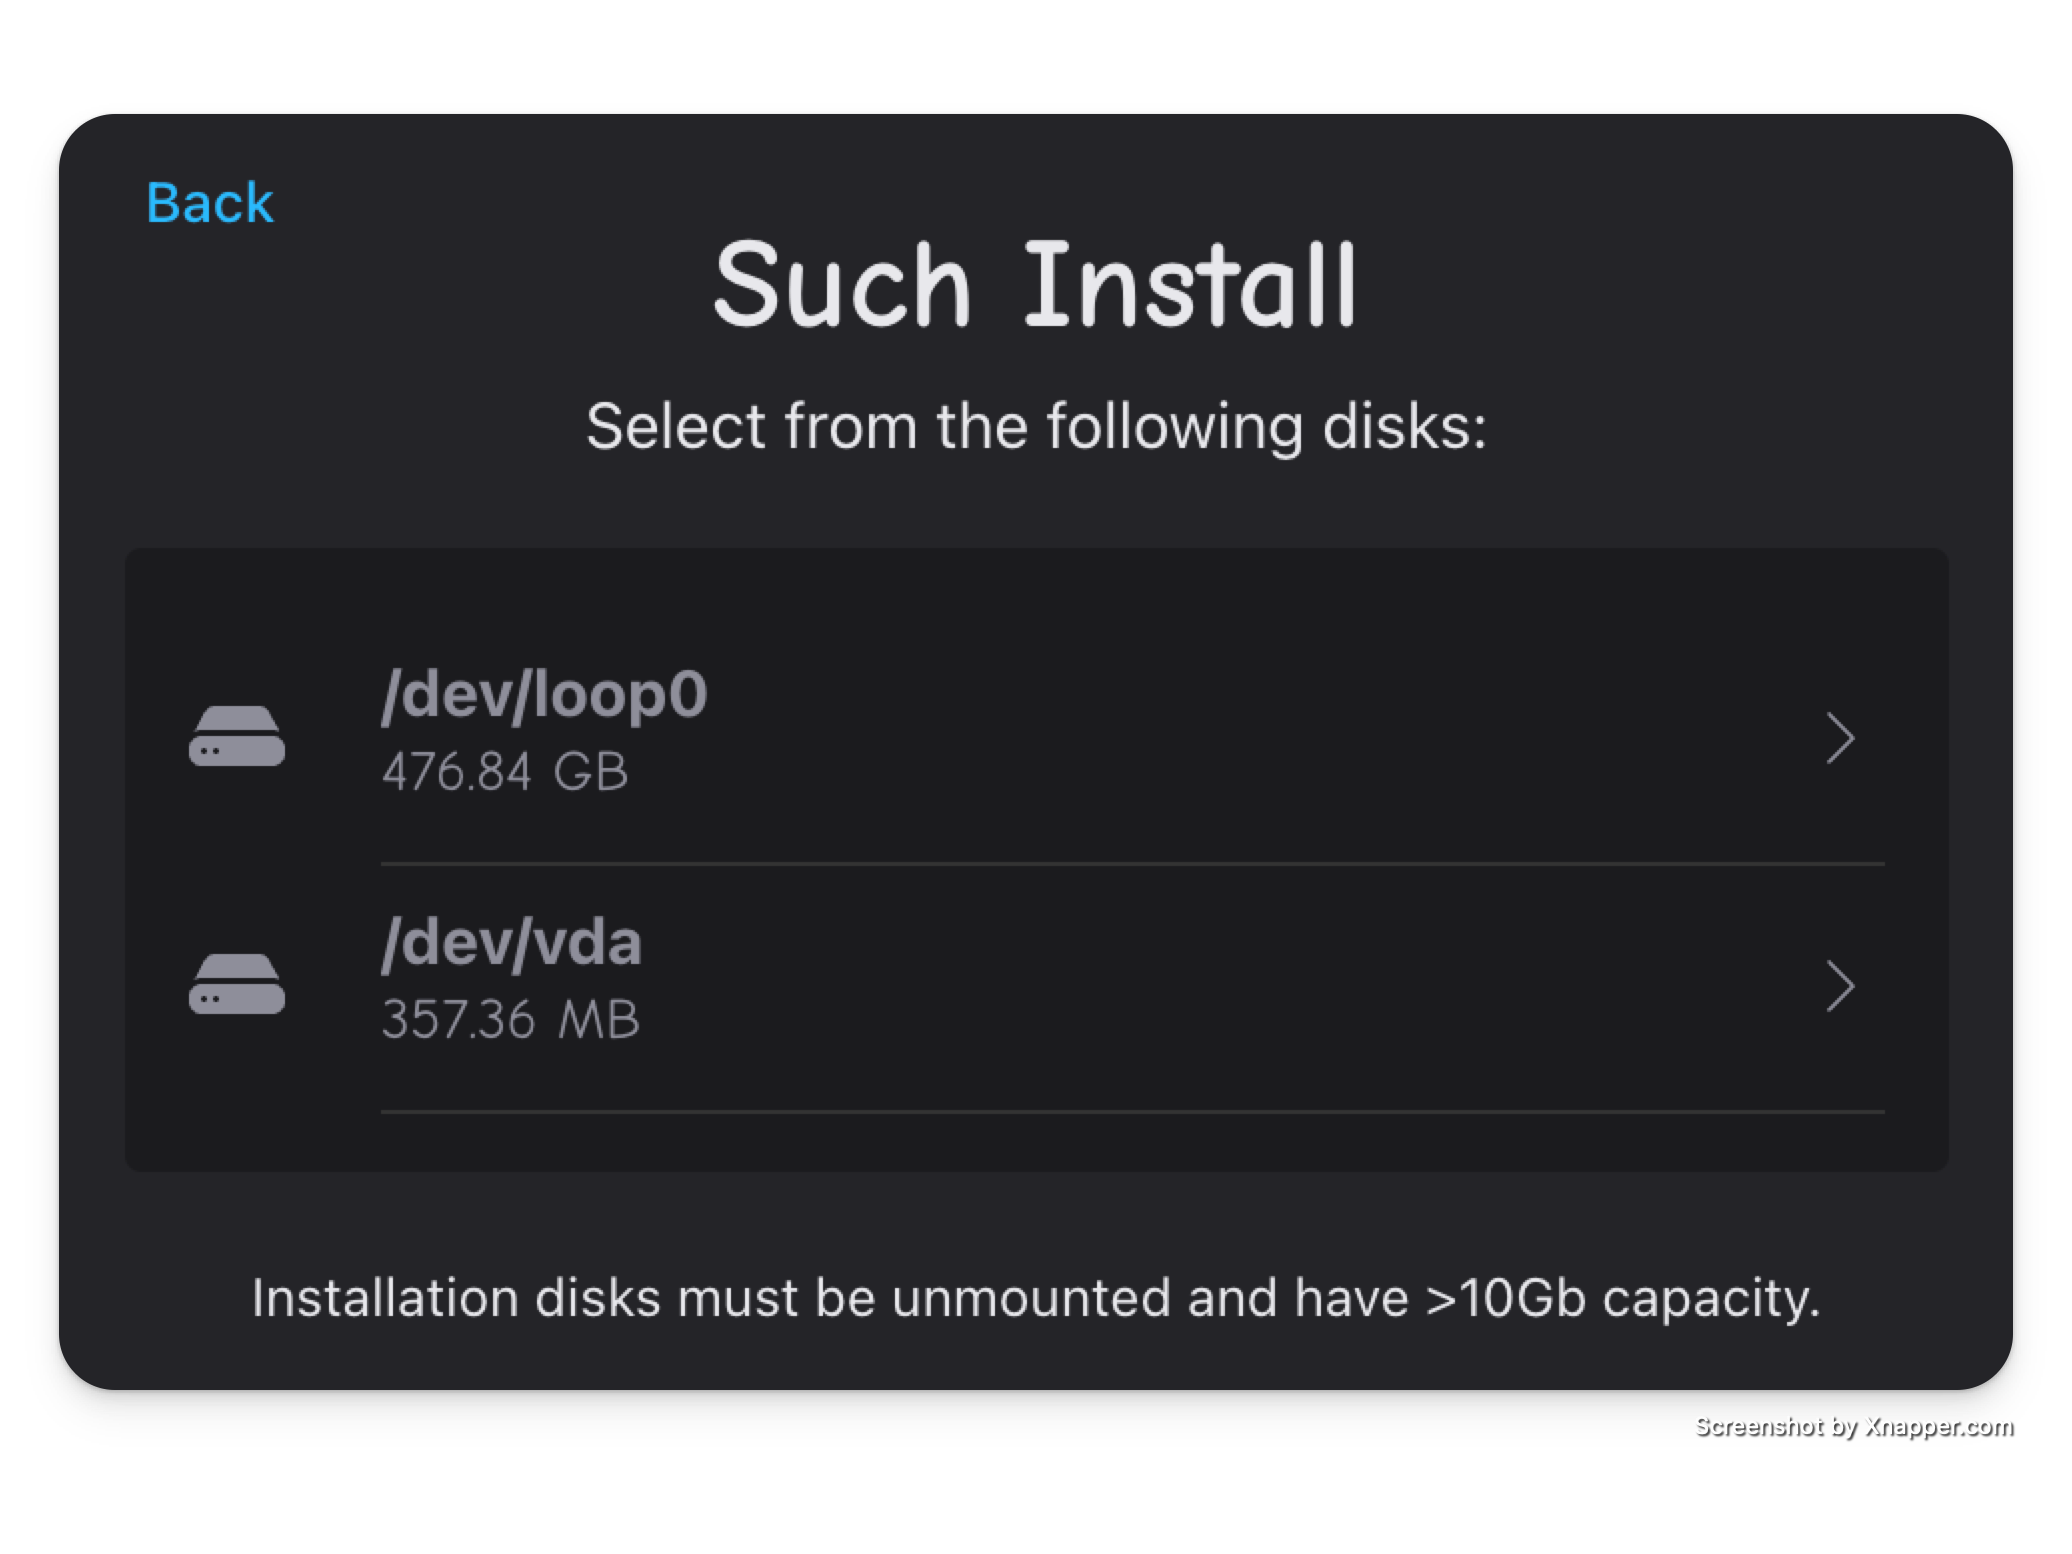 Back
Such Install
Select from the following disks:
/dev/loop0
476.84 GB
/dev/vda
357.36 MB
Installation disks must be unmounted and have >10Gb capacity.
Screenshot by Xnapper.com